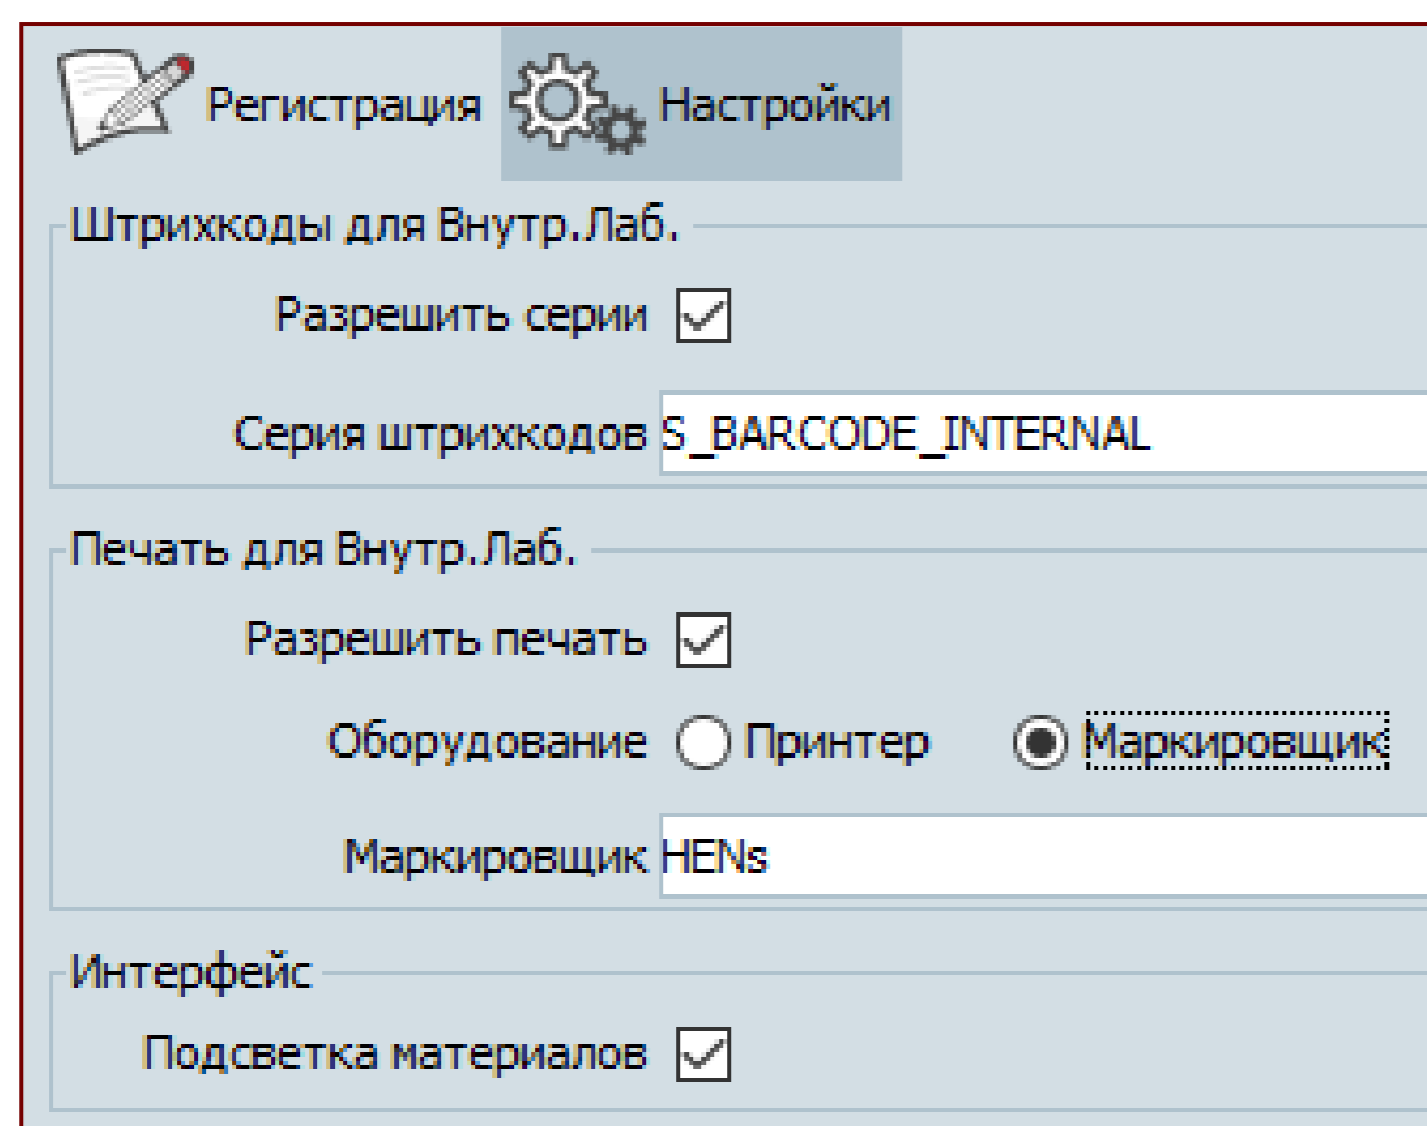 Регистрация Настройки
Штрихкоды для Внутр.Лаб.
Разрешить серии
Серия штрихкодов S_BARCODE_INTERNAL
Печать для Внутр.Лаб.
Разрешить печать
Оборудование Принтер Маркировщик
Маркировщик HENs
Интерфейс
Подсветка материалов